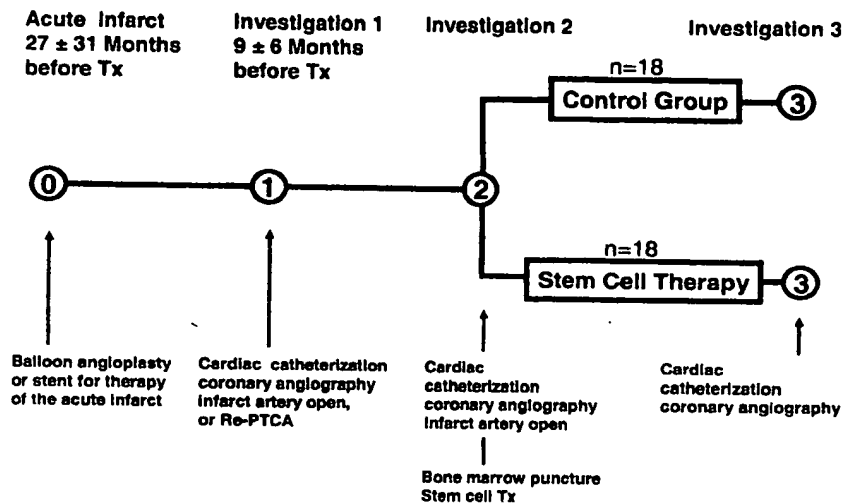 Acute Infarct
27 ± 31 Months
before Tx
Investigation 1
9 ± 6 Months
before Tx
Investigation 2
Investigation 3
n=18
Control Group
3
0
1
2
n=18
Stem Cell Therapy
3
Balloon angioplasty
or stent for therapy
of the acute infarct
Cardiac catheterization
coronary angiography
infarct artery open,
or Re-PTCA
Cardiac
catheterization
coronary angiography
infarct artery open
Bone marrow puncture
Stem cell Tx
Cardiac
catheterization
coronary angiography